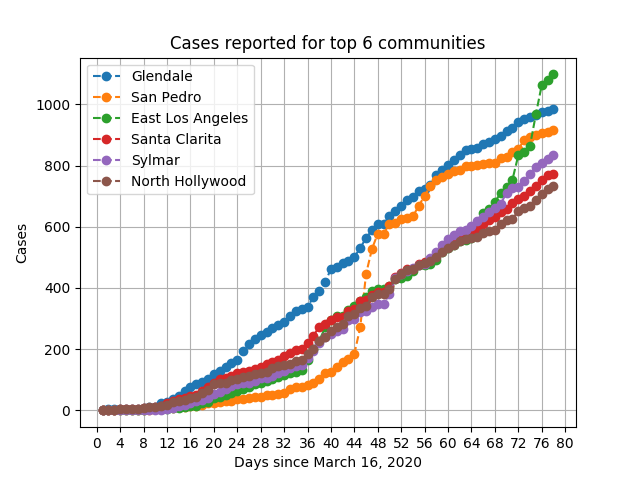 Cases reported for top 6 communities
Glendale
San Pedro
East Los Angeles
Santa Clarita
Sylmar
North Hollywood
1000
800
600
400
200
0
Cases
0 4 8 12 16 20 24 28 32 36 40 44 48 52 56 60 64 68 72 76 80
Days since March 16, 2020